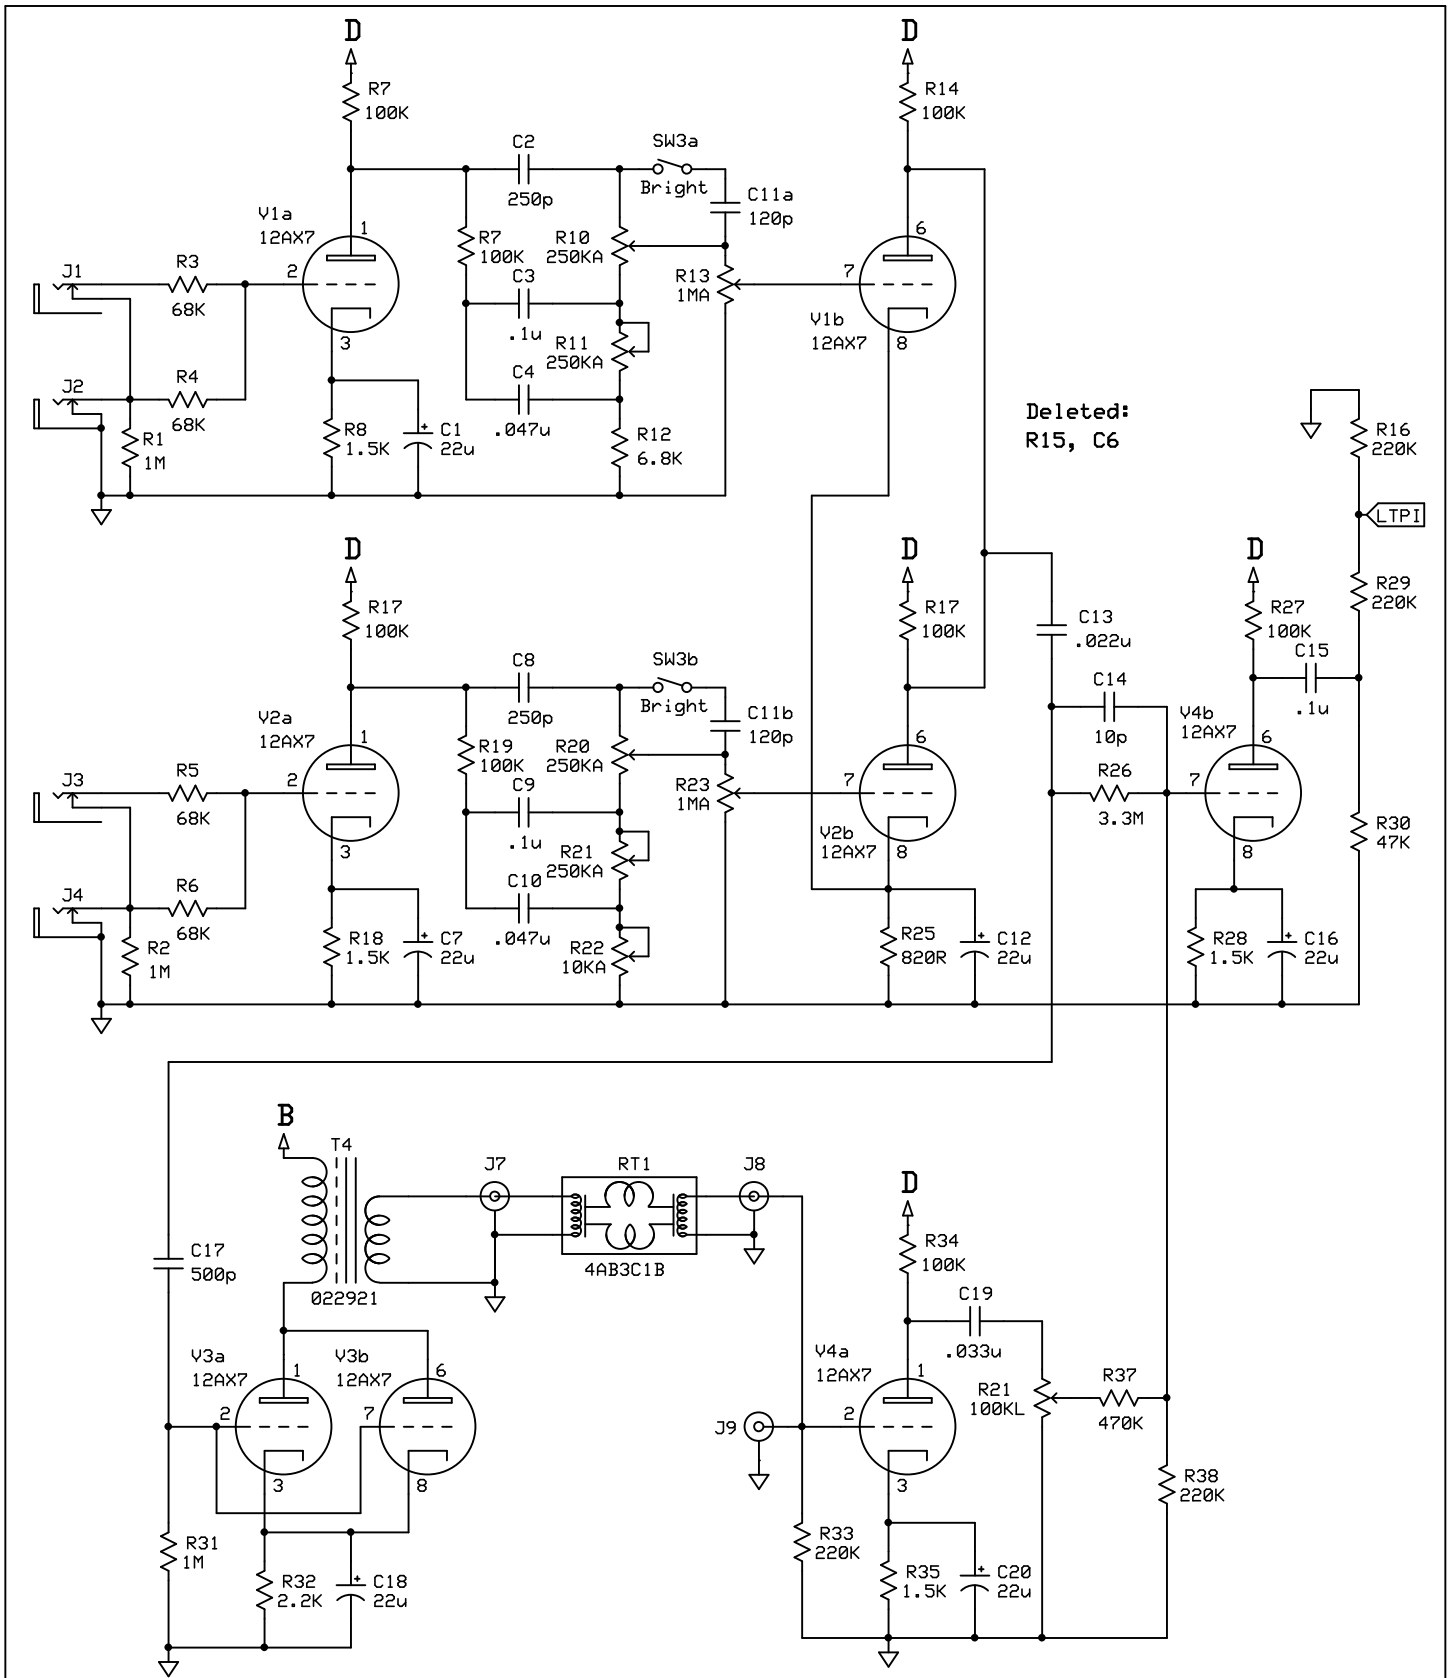 D
R7
100K
D
R14
100K
C2
250p
SW3a
Bright
C11a
120p
V1a
12AX7
1
2
3
J1
R3
68K
J2
R4
68K
R1
1M
R7
100K
R10
250KA
C3
.1u
R11
250KA
C4
.047u
R12
6.8K
R13
1MA
R8
1.5K
+
C1
22u
6
7
8
V1b
12AX7
Deleted:
R15, C6
R16
220K
LTPI
R29
220K
D
R17
100K
D
R17
100K
D
R27
100K
C13
.022u
C15
.1u
C8
250p
SW3b
Bright
C11b
120p
C14
10p
V2a
12AX7
1
2
3
J3
R5
68K
J4
R6
68K
R2
1M
R19
100K
R20
250KA
C9
.1u
R21
250KA
C10
.047u
R22
10KA
R23
1MA
R18
1.5K
+
C7
22u
6
7
8
V2b
12AX7
R25
820R
+
C12
22u
R26
3.3M
V4b
12AX7
6
7
8
R30
47K
R28
1.5K
+
C16
22u
B
T4
022921
J7
RT1
4AB3C1B
J8
D
R34
100K
C17
500p
C19
.033u
V3a
12AX7
1
2
3
V3b
12AX7
6
7
8
V4a
12AX7
1
2
3
J9
R21
100KL
R37
470K
R38
220K
R31
1M
R32
2.2K
+
C18
22u
R33
220K
R35
1.5K
+
C20
22u